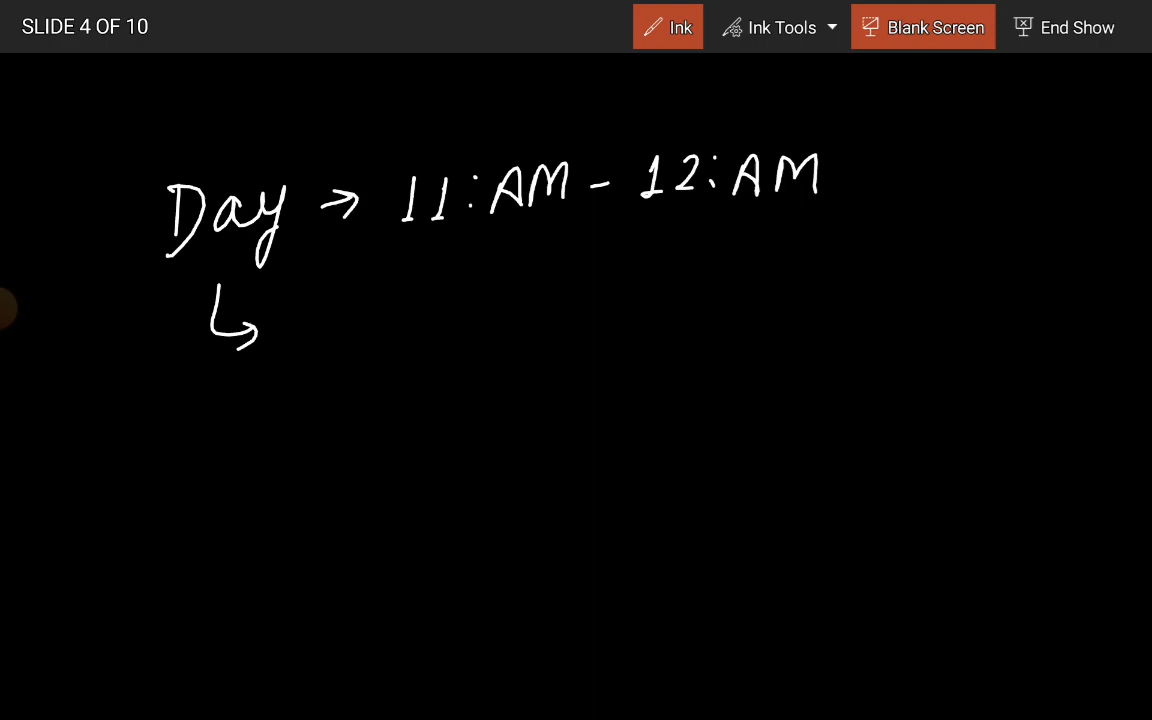 SLIDE 4 OF 10 Ink Ink Tools Blank Screen End Show
Day → 11:AM - 12:AM